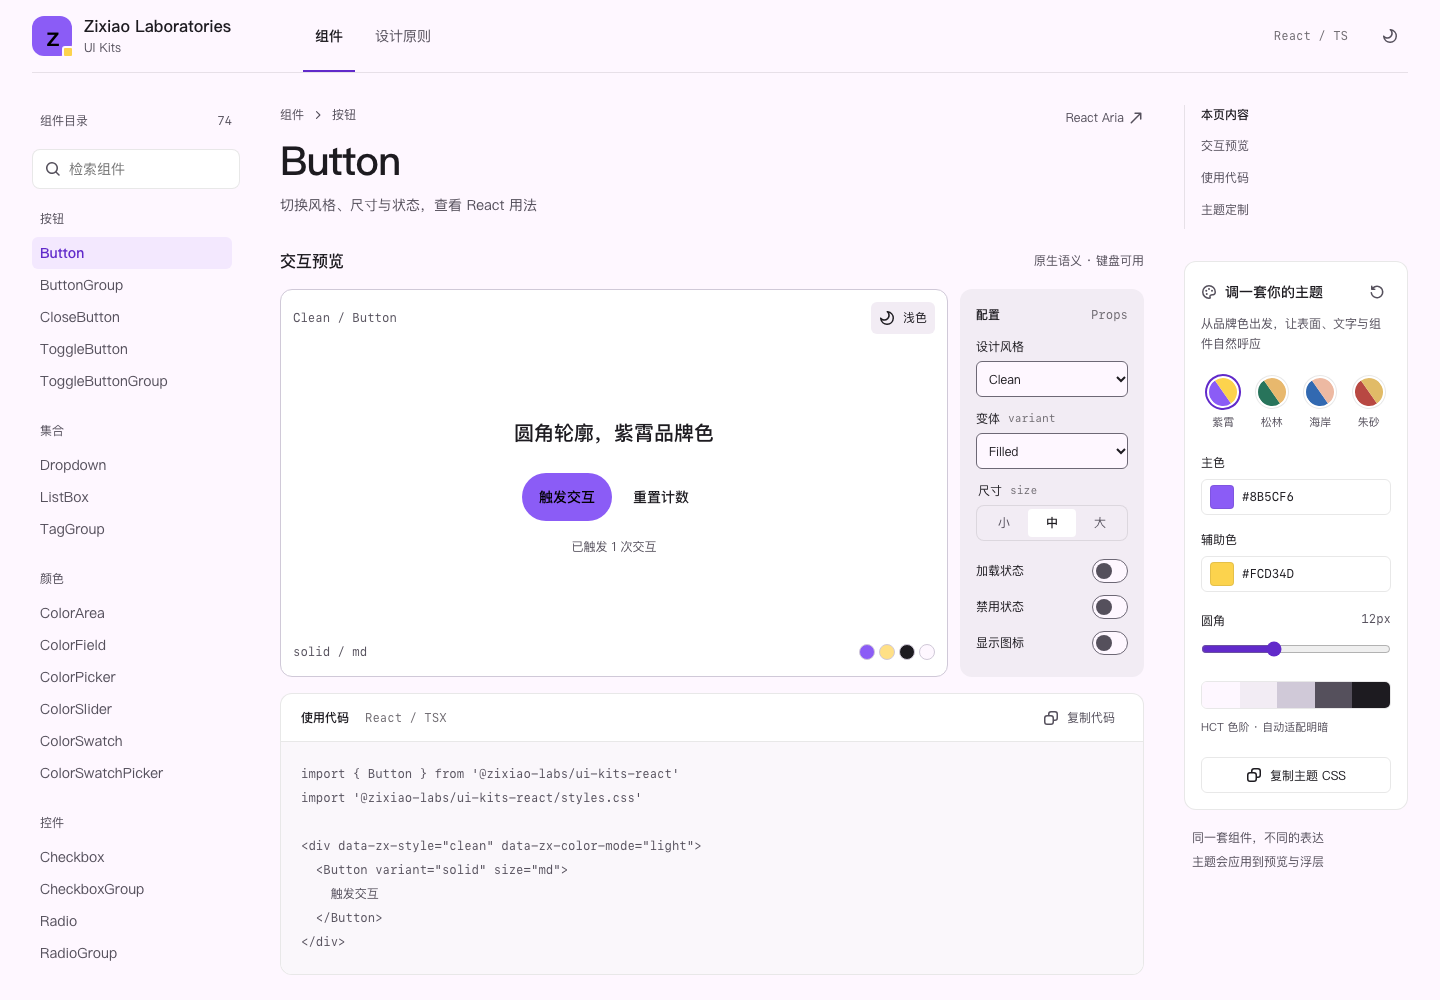 Zixiao Laboratories
UI Kits
Z
组件
设计原则
React / TS
组件目录
74
检索组件
按钮
Button
ButtonGroup
CloseButton
ToggleButton
ToggleButtonGroup
集合
Dropdown
ListBox
TagGroup
颜色
ColorArea
ColorField
ColorPicker
ColorSlider
ColorSwatch
ColorSwatchPicker
控件
Checkbox
CheckboxGroup
Radio
RadioGroup
组件 > 按钮
React Aria
Button
切换风格、尺寸与状态，查看 React 用法
交互预览
原生语义 · 键盘可用
Clean / Button
浅色
圆角轮廓，紫霄品牌色
触发交互
重置计数
已触发 1 次交互
solid / md
配置
Props
设计风格
Clean
变体 variant
Filled
尺寸 size
小
中
大
加载状态
禁用状态
显示图标
使用代码
React / TSX
复制代码
import { Button } from '@zixiao-labs/ui-kits-react'
import '@zixiao-labs/ui-kits-react/styles.css'
<div data-zx-style="clean" data-zx-color-mode="light">
  <Button variant="solid" size="md">
    触发交互
  </Button>
</div>
本页内容
交互预览
使用代码
主题定制
调一套你的主题
从品牌色出发，让表面、文字与组
件自然呼应
紫霄
松林
海岸
朱砂
主色
#8B5CF6
辅助色
#FCD34D
圆角
12px
HCT 色阶 · 自动适配明暗
复制主题 CSS
同一套组件，不同的表达
主题会应用到预览与浮层